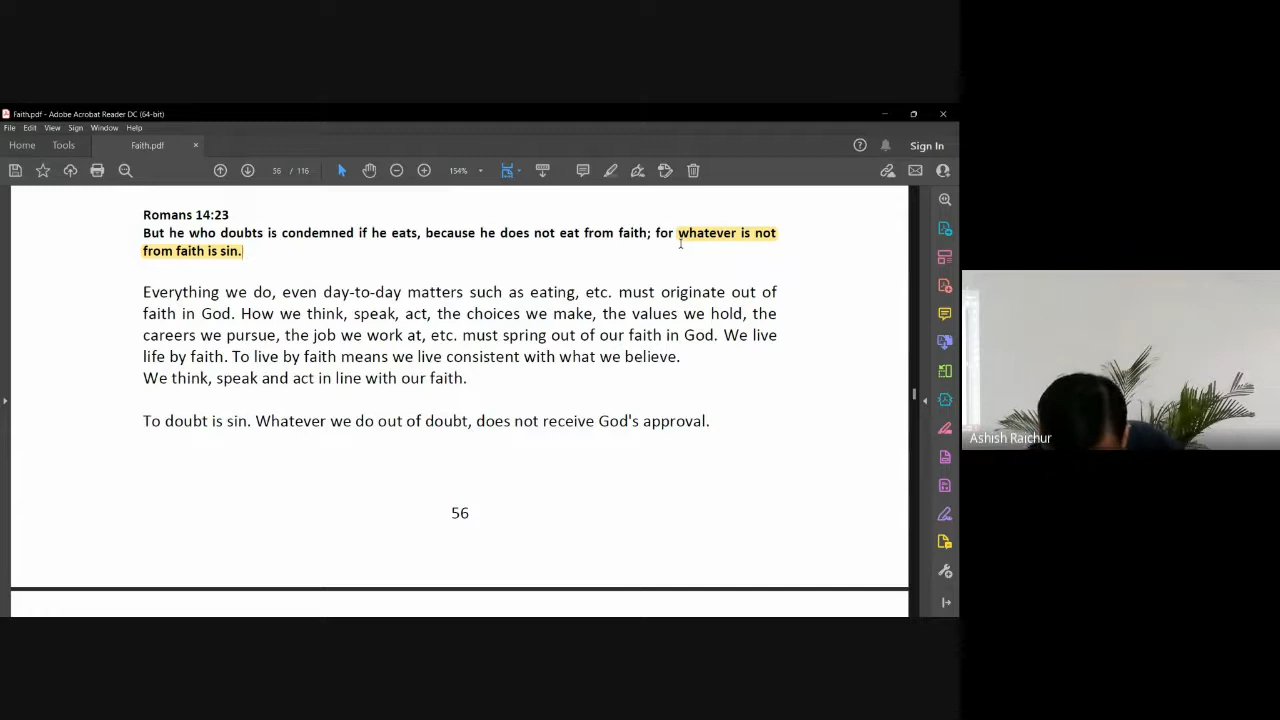 Faith.pdf - Adobe Acrobat Reader DC (64-bit)
File Edit View Sign Window Help
Home Tools Faith.pdf × Sign In
56 / 116 154%
Romans 14:23
But he who doubts is condemned if he eats, because he does not eat from faith; for whatever is not
from faith is sin.
Everything we do, even day-to-day matters such as eating, etc. must originate out of
faith in God. How we think, speak, act, the choices we make, the values we hold, the
careers we pursue, the job we work at, etc. must spring out of our faith in God. We live
life by faith. To live by faith means we live consistent with what we believe.
We think, speak and act in line with our faith.
To doubt is sin. Whatever we do out of doubt, does not receive God's approval.
56
Ashish Raichur